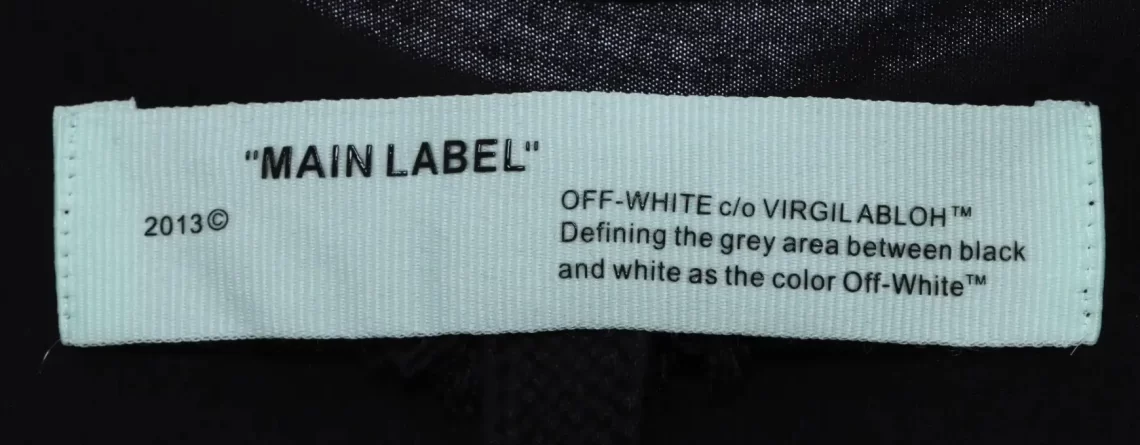 "MAIN LABEL"
2013©
OFF-WHITE c/o VIRGIL ABLOH™
Defining the grey area between black
and white as the color Off-White™